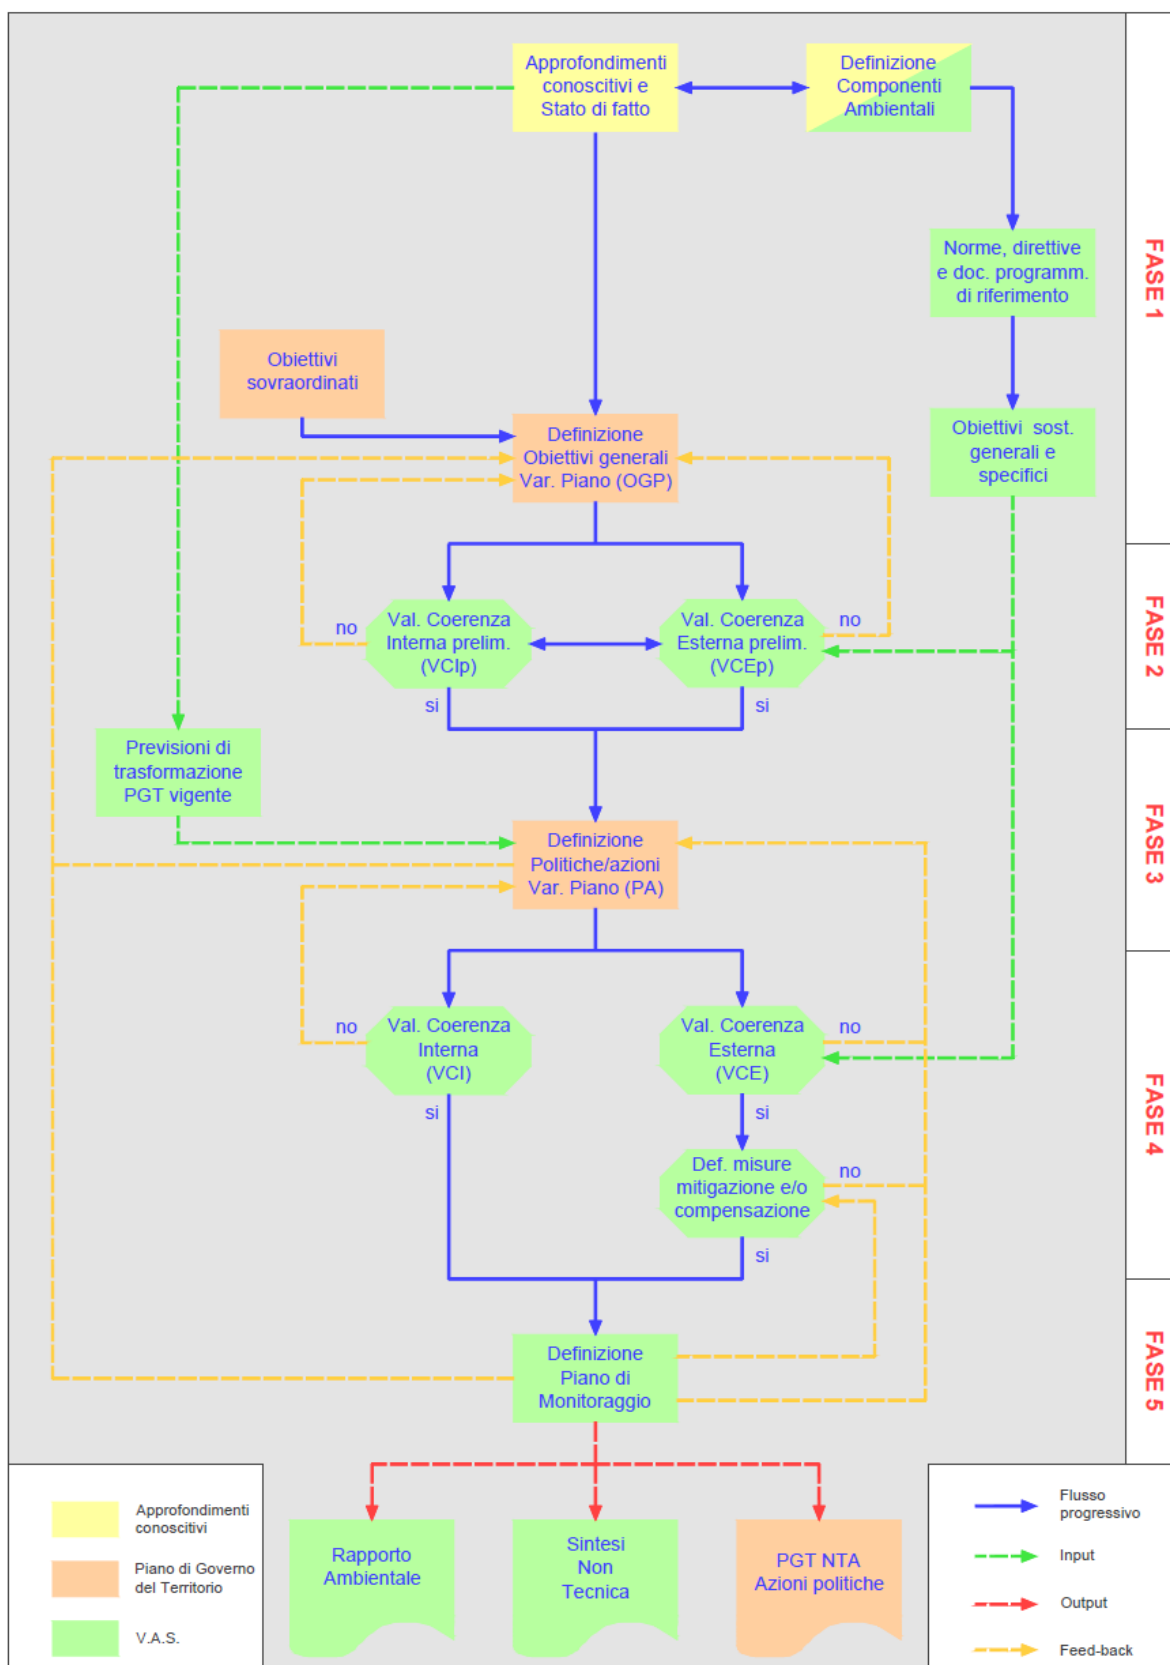 Approfondimenti
conoscitivi e
Stato di fatto
Definizione
Componenti
Ambientali
Norme, direttive
e doc. programm.
di riferimento
FASE 1
Obiettivi
sovraordinati
Definizione
Obiettivi generali
Var. Piano (OGP)
Obiettivi sost.
generali e
specifici
no
Val. Coerenza
Interna prelim.
(VCIp)
si
Val. Coerenza
Esterna prelim.
(VCEp)
no
si
FASE 2
Previsioni di
trasformazione
PGT vigente
Definizione
Politiche/azioni
Var. Piano (PA)
FASE 3
no
Val. Coerenza
Interna
(VCI)
si
Val. Coerenza
Esterna
(VCE)
no
si
Def. misure
mitigazione e/o
compensazione
no
si
FASE 4
Definizione
Piano di
Monitoraggio
FASE 5
Rapporto
Ambientale
Sintesi
Non
Tecnica
PGT NTA
Azioni politiche
Approfondimenti
conoscitivi
Piano di Governo
del Territorio
V.A.S.
Flusso
progressivo
Input
Output
Feed-back